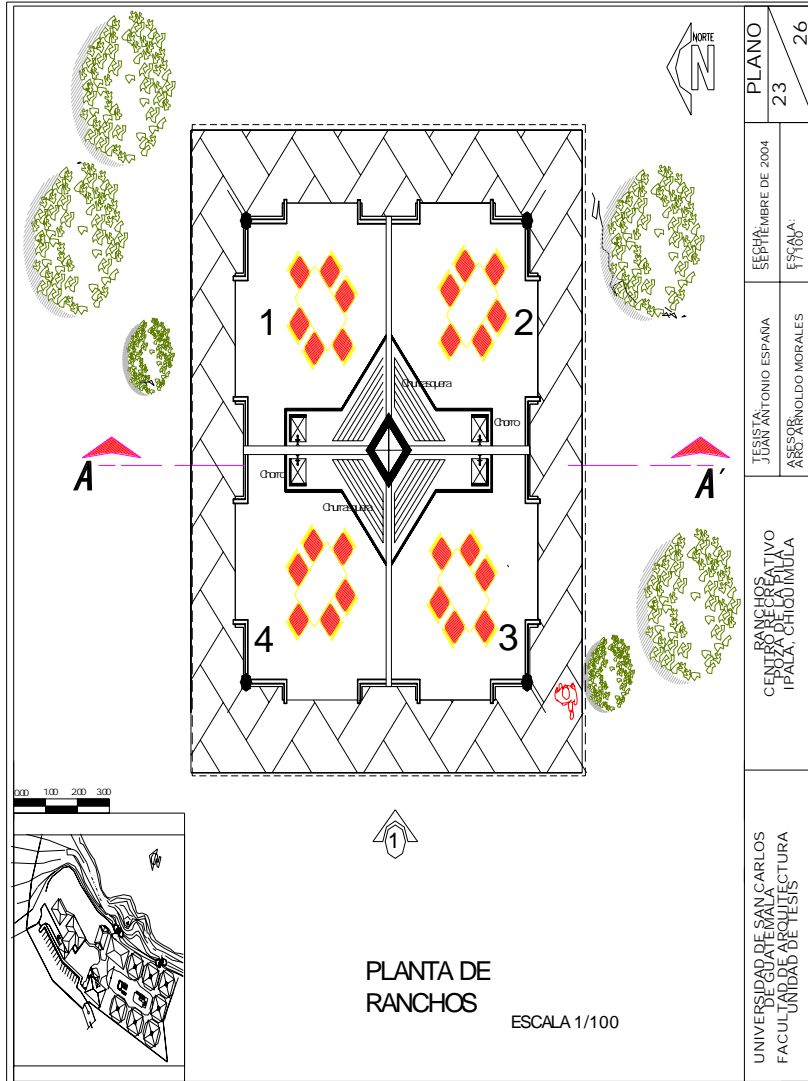 NORTE
N
1
2
Churrasquera
Chorro
A
A'
Chorro
Churrasquera
4
3
0.00 1.00 2.00 3.00
1
PLANTA DE
RANCHOS
ESCALA 1/100
PLANO
23
26
FECHA:
SEPTIEMBRE DE 2004
ESCALA:
1/100
TESISTA:
JUAN ANTONIO ESPAÑA
ASESOR:
ARQ. ARNOLDO MORALES
RANCHOS
CENTRO RECREATIVO
POZA DE LA PILA
IPALA, CHIQUIMULA
UNIVERSIDAD DE SAN CARLOS
DE GUATEMALA
FACULTAD DE ARQUITECTURA
UNIDAD DE TESIS